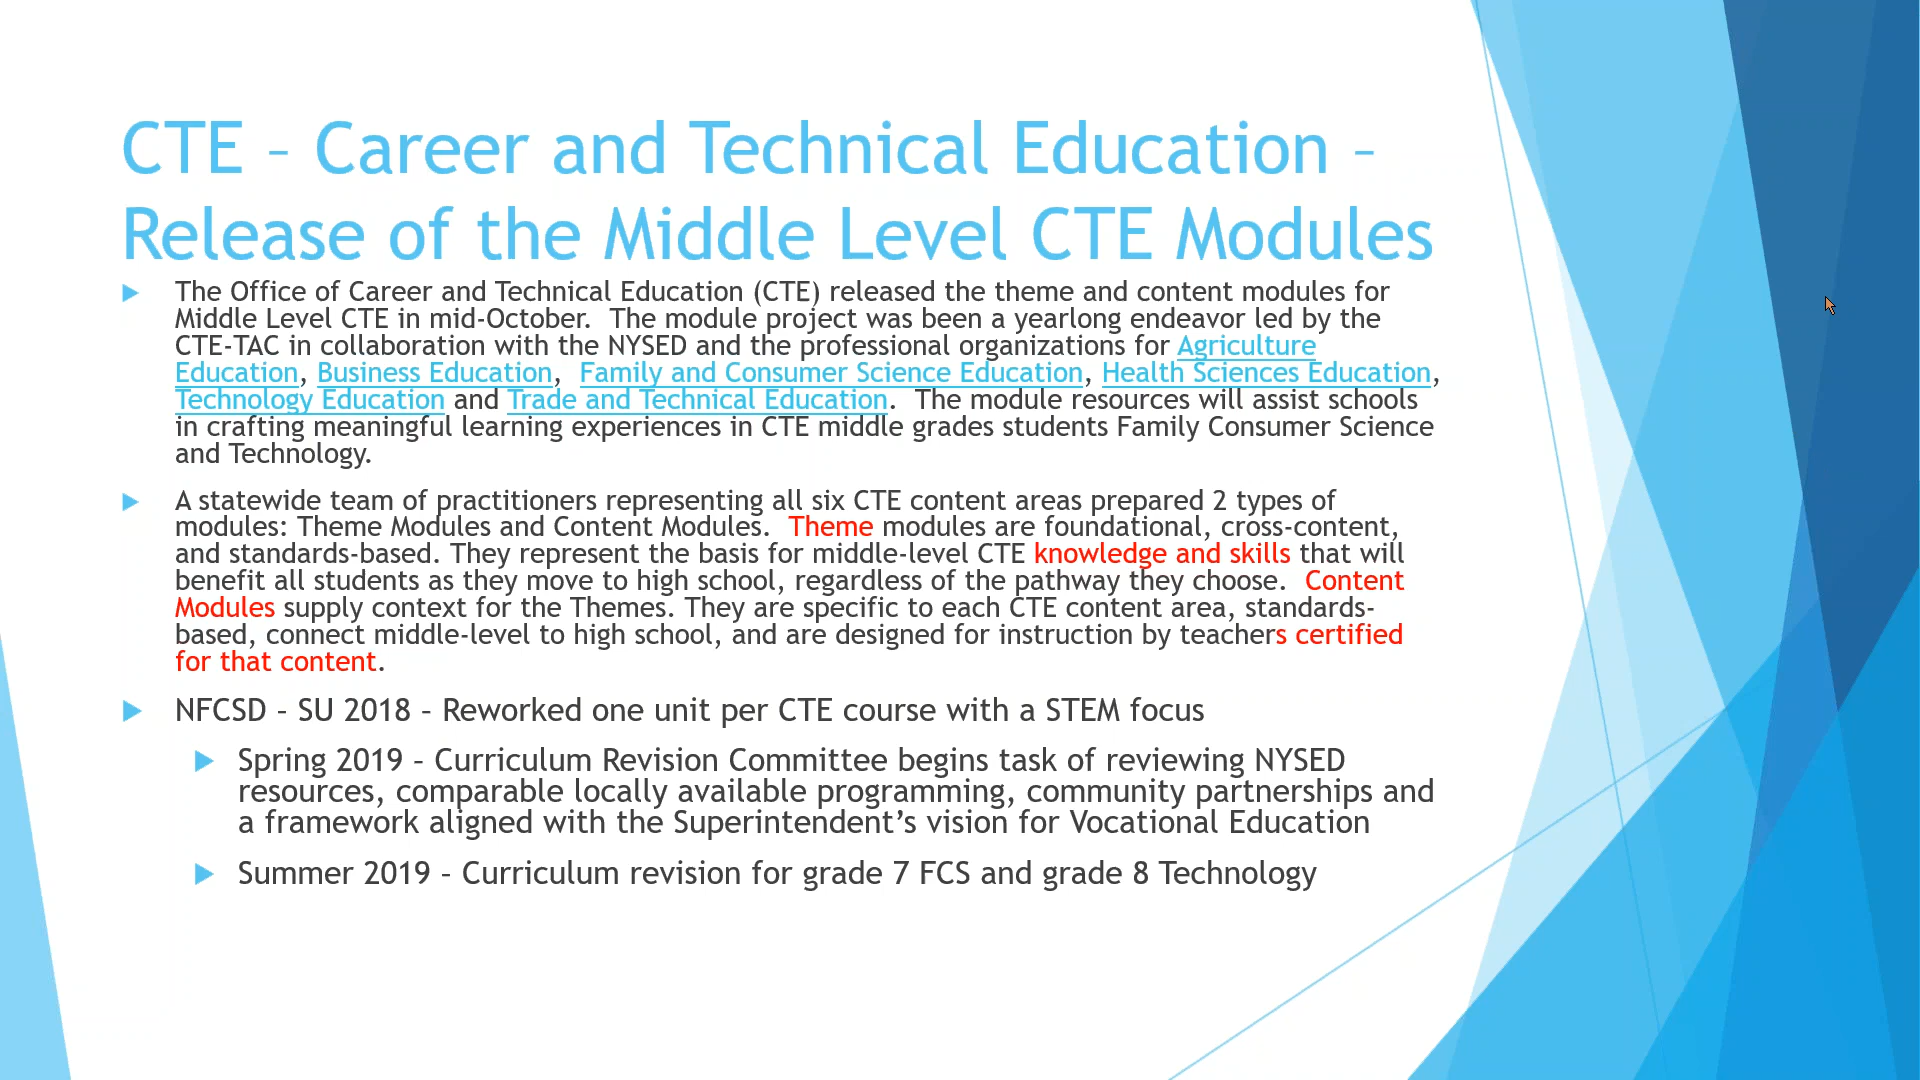 CTE – Career and Technical Education –
Release of the Middle Level CTE Modules
The Office of Career and Technical Education (CTE) released the theme and content modules for
Middle Level CTE in mid-October.  The module project was been a yearlong endeavor led by the
CTE-TAC in collaboration with the NYSED and the professional organizations for Agriculture
Education, Business Education,  Family and Consumer Science Education, Health Sciences Education,
Technology Education and Trade and Technical Education.  The module resources will assist schools
in crafting meaningful learning experiences in CTE middle grades students Family Consumer Science
and Technology.
A statewide team of practitioners representing all six CTE content areas prepared 2 types of
modules: Theme Modules and Content Modules.  Theme modules are foundational, cross-content,
and standards-based. They represent the basis for middle-level CTE knowledge and skills that will
benefit all students as they move to high school, regardless of the pathway they choose.  Content
Modules supply context for the Themes. They are specific to each CTE content area, standards-
based, connect middle-level to high school, and are designed for instruction by teachers certified
for that content.
NFCSD – SU 2018 – Reworked one unit per CTE course with a STEM focus
Spring 2019 – Curriculum Revision Committee begins task of reviewing NYSED
resources, comparable locally available programming, community partnerships and
a framework aligned with the Superintendent’s vision for Vocational Education
Summer 2019 – Curriculum revision for grade 7 FCS and grade 8 Technology